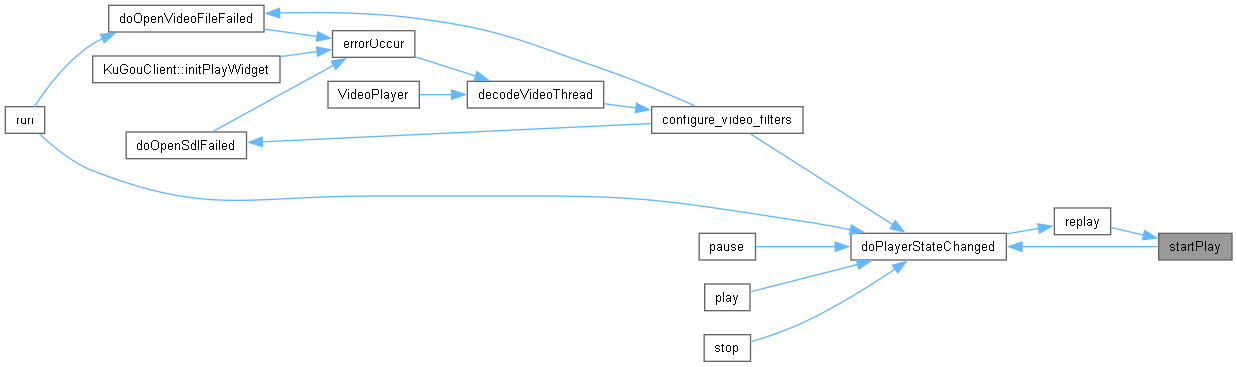 doOpenVideoFileFailed
errorOccur
KuGouClient::initPlayWidget
VideoPlayer
decodeVideoThread
run
configure_video_filters
doOpenSdlFailed
replay
pause
doPlayerStateChanged
startPlay
play
stop